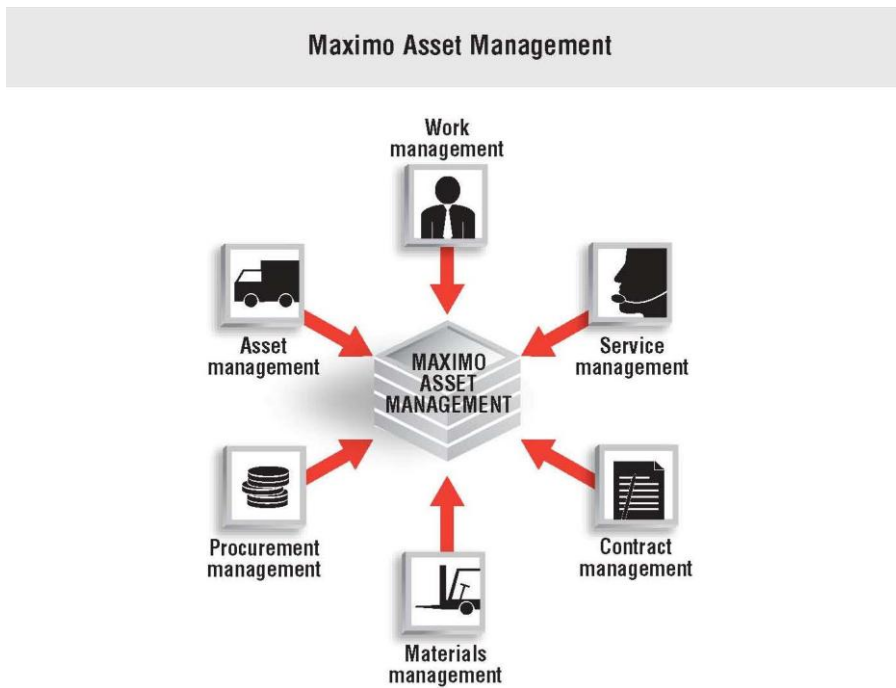 Maximo Asset Management
Work
management
Asset
management
Service
management
MAXIMO
ASSET
MANAGEMENT
Procurement
management
Contract
management
Materials
management